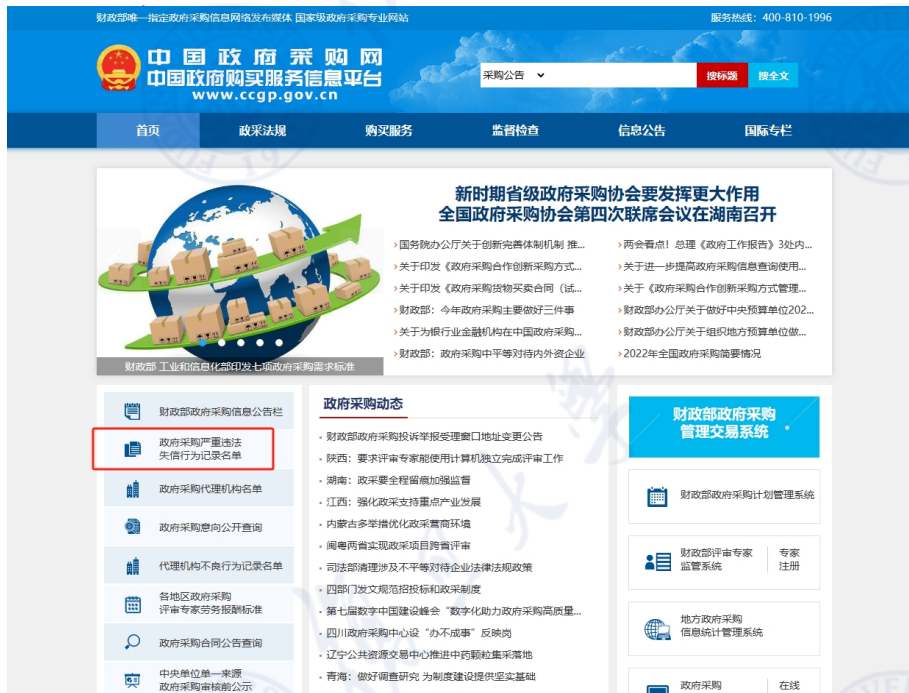 财政部唯一指定政府采购信息网络发布媒体 国家级政府采购专业网站
服务热线：400-810-1996
中国政府采购网
中国政府购买服务信息平台
www.ccgp.gov.cn
采购公告
搜标题
搜全文
首页
政采法规
购买服务
监督检查
信息公告
国际专栏
新时期省级政府采购协会要发挥更大作用
全国政府采购协会第四次联席会议在湖南召开
国务院办公厅关于创新完善体制机制 推...
两会看点！总理《政府工作报告》3处内...
关于印发《政府采购合作创新采购方式...
关于进一步提高政府采购信息查询使用...
关于印发《政府采购货物买卖合同（试...
关于《政府采购合作创新采购方式管理...
财政部：今年政府采购主要做好三件事
财政部办公厅关于做好中央预算单位202...
关于为银行业金融机构在中国政府采购...
财政部办公厅关于组织地方预算单位做...
财政部：政府采购中平等对待内外资企业
2022年全国政府采购简要情况
财政部 工业和信息化部印发七项政府采购需求标准
财政部政府采购信息公告栏
政府采购严重违法
失信行为记录名单
政府采购代理机构名单
政府采购意向公开查询
代理机构不良行为记录名单
各地区政府采购
评审专家劳务报酬标准
政府采购合同公告查询
中央单位单一来源
政府采购审核前公示
政府采购动态
财政部政府采购投诉举报受理窗口地址变更公告
陕西：要求评审专家能使用计算机独立完成评审工作
湖南：政采要全程留痕加强监督
江西：强化政采支持重点产业发展
内蒙古多举措优化政采营商环境
闽粤两省实现政采项目跨省评审
司法部清理涉及不平等对待企业法律法规政策
四部门发文规范招投标和政采制度
第七届数字中国建设峰会“数字化助力政府采购高质量...
四川政府采购中心设“办不成事”反映岗
辽宁公共资源交易中心推进中药颗粒集采落地
青海：做好调查研究 为制度建设提供坚实基础
财政部政府采购
管理交易系统
财政部政府采购计划管理系统
财政部评审专家
监管系统
专家
注册
地方政府采购
信息统计管理系统
政府采购
在线